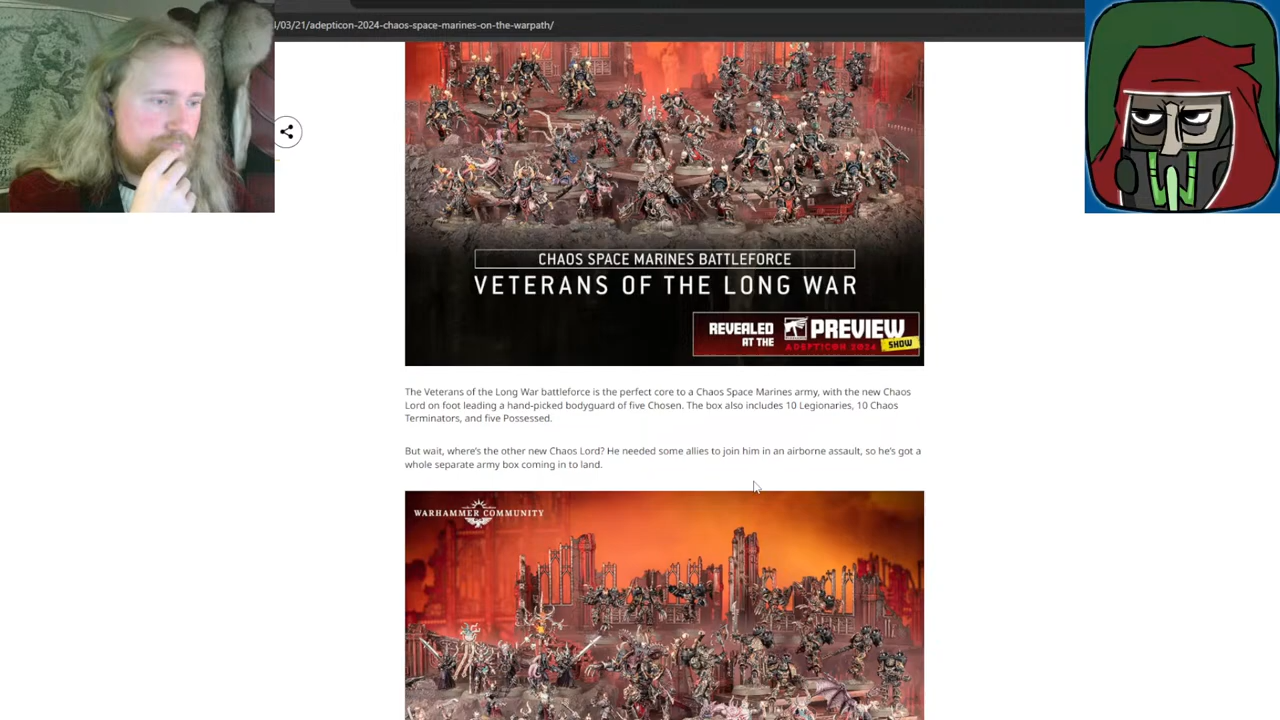 /03/21/adepticon-2024-chaos-space-marines-on-the-warpath/
CHAOS SPACE MARINES BATTLEFORCE
VETERANS OF THE LONG WAR
REVEALED AT THE
PREVIEW
SHOW
ADEPTICON 2024
The Veterans of the Long War battleforce is the perfect core to a Chaos Space Marines army, with the new Chaos
Lord on foot leading a hand-picked bodyguard of five Chosen. The box also includes 10 Legionaries, 10 Chaos
Terminators, and five Possessed.
But wait, where's the other new Chaos Lord? He needed some allies to join him in an airborne assault, so he's got a
whole separate army box coming in to land.
WARHAMMER COMMUNITY